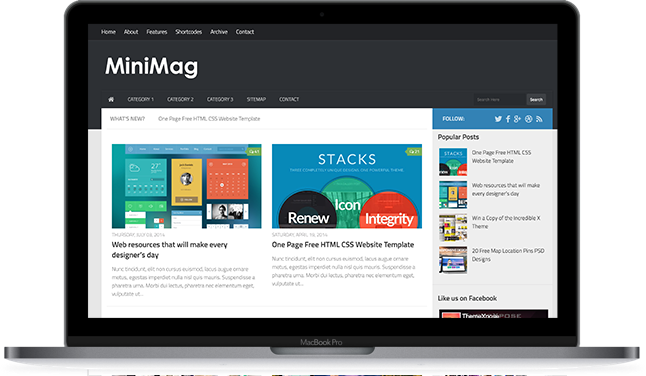 Home About Features Shortcodes Archive Contact
MiniMag
CATEGORY 1 CATEGORY 2 CATEGORY 3 SITEMAP CONTACT
Search here Search
WHAT'S NEW? One Page Free HTML CSS Website Template
FOLLOW:
STACKS
Renew Icon Integrity
THURSDAY, JULY 03, 2014
Web resources that will make every
designer's day
Nunc tincidunt, elit non cursus euismod, lacus augue ornare
metus, egestas imperdiet nulla nisl quis mauris. Suspendisse a
pharetra urna. Morbi dui lectus, pharetra nec elementum eget,
vulputate ut...
SATURDAY, APRIL 19, 2014
One Page Free HTML CSS Website Template
Nunc tincidunt, elit non cursus euismod, lacus augue ornare
metus, egestas imperdiet nulla nisl quis mauris. Suspendisse a
pharetra urna. Morbi dui lectus, pharetra nec elementum eget,
vulputate ut...
Popular Posts
One Page Free HTML CSS
Website Template
Web resources that will make
every designer's day
Win a Copy of the Incredible X
Theme
20 Free Map Location Pins PSD
Designs
Like us on Facebook
MacBook Pro